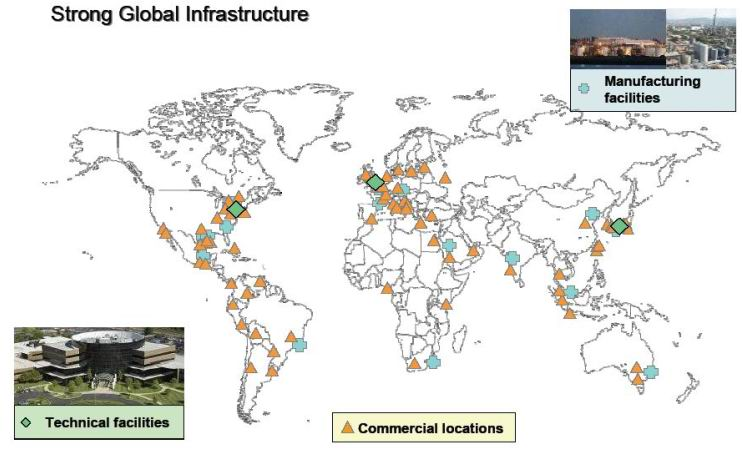 Strong Global Infrastructure
Manufacturing
facilities
Technical facilities
Commercial locations